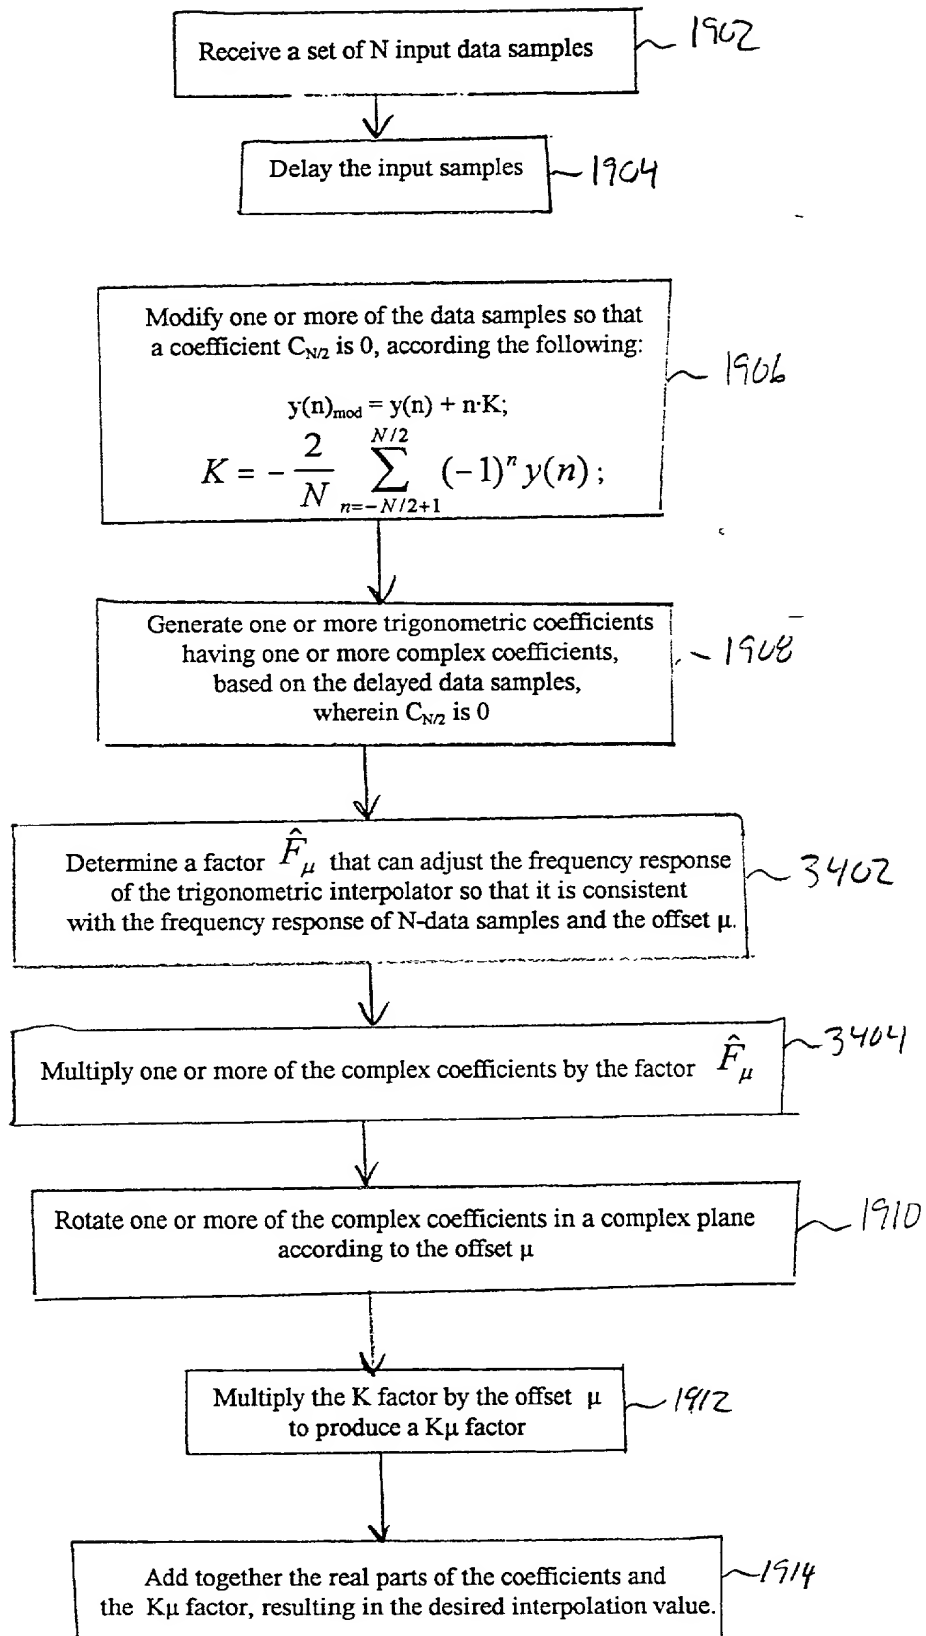 Receive a set of N input data samples
1902
Delay the input samples
1904
Modify one or more of the data samples so that
a coefficient C_{N/2} is 0, according the following:
y(n)_{mod} = y(n) + n·K;
K = - \frac{2}{N} \sum_{n=-N/2+1}^{N/2} (-1)^n y(n) ;
1906
Generate one or more trigonometric coefficients
having one or more complex coefficients,
based on the delayed data samples,
wherein C_{N/2} is 0
1908
Determine a factor \hat{F}_μ that can adjust the frequency response
of the trigonometric interpolator so that it is consistent
with the frequency response of N-data samples and the offset μ.
3402
Multiply one or more of the complex coefficients by the factor \hat{F}_μ
3404
Rotate one or more of the complex coefficients in a complex plane
according to the offset μ
1910
Multiply the K factor by the offset μ
to produce a Kμ factor
1912
Add together the real parts of the coefficients and
the Kμ factor, resulting in the desired interpolation value.
1914